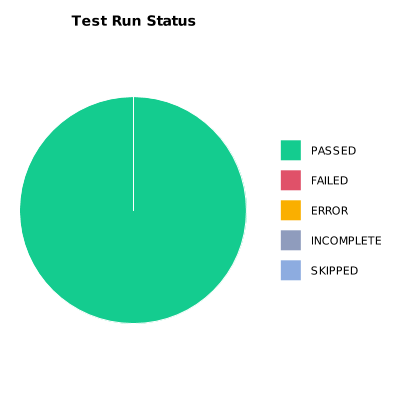 Test Run Status
PASSED
FAILED
ERROR
INCOMPLETE
SKIPPED